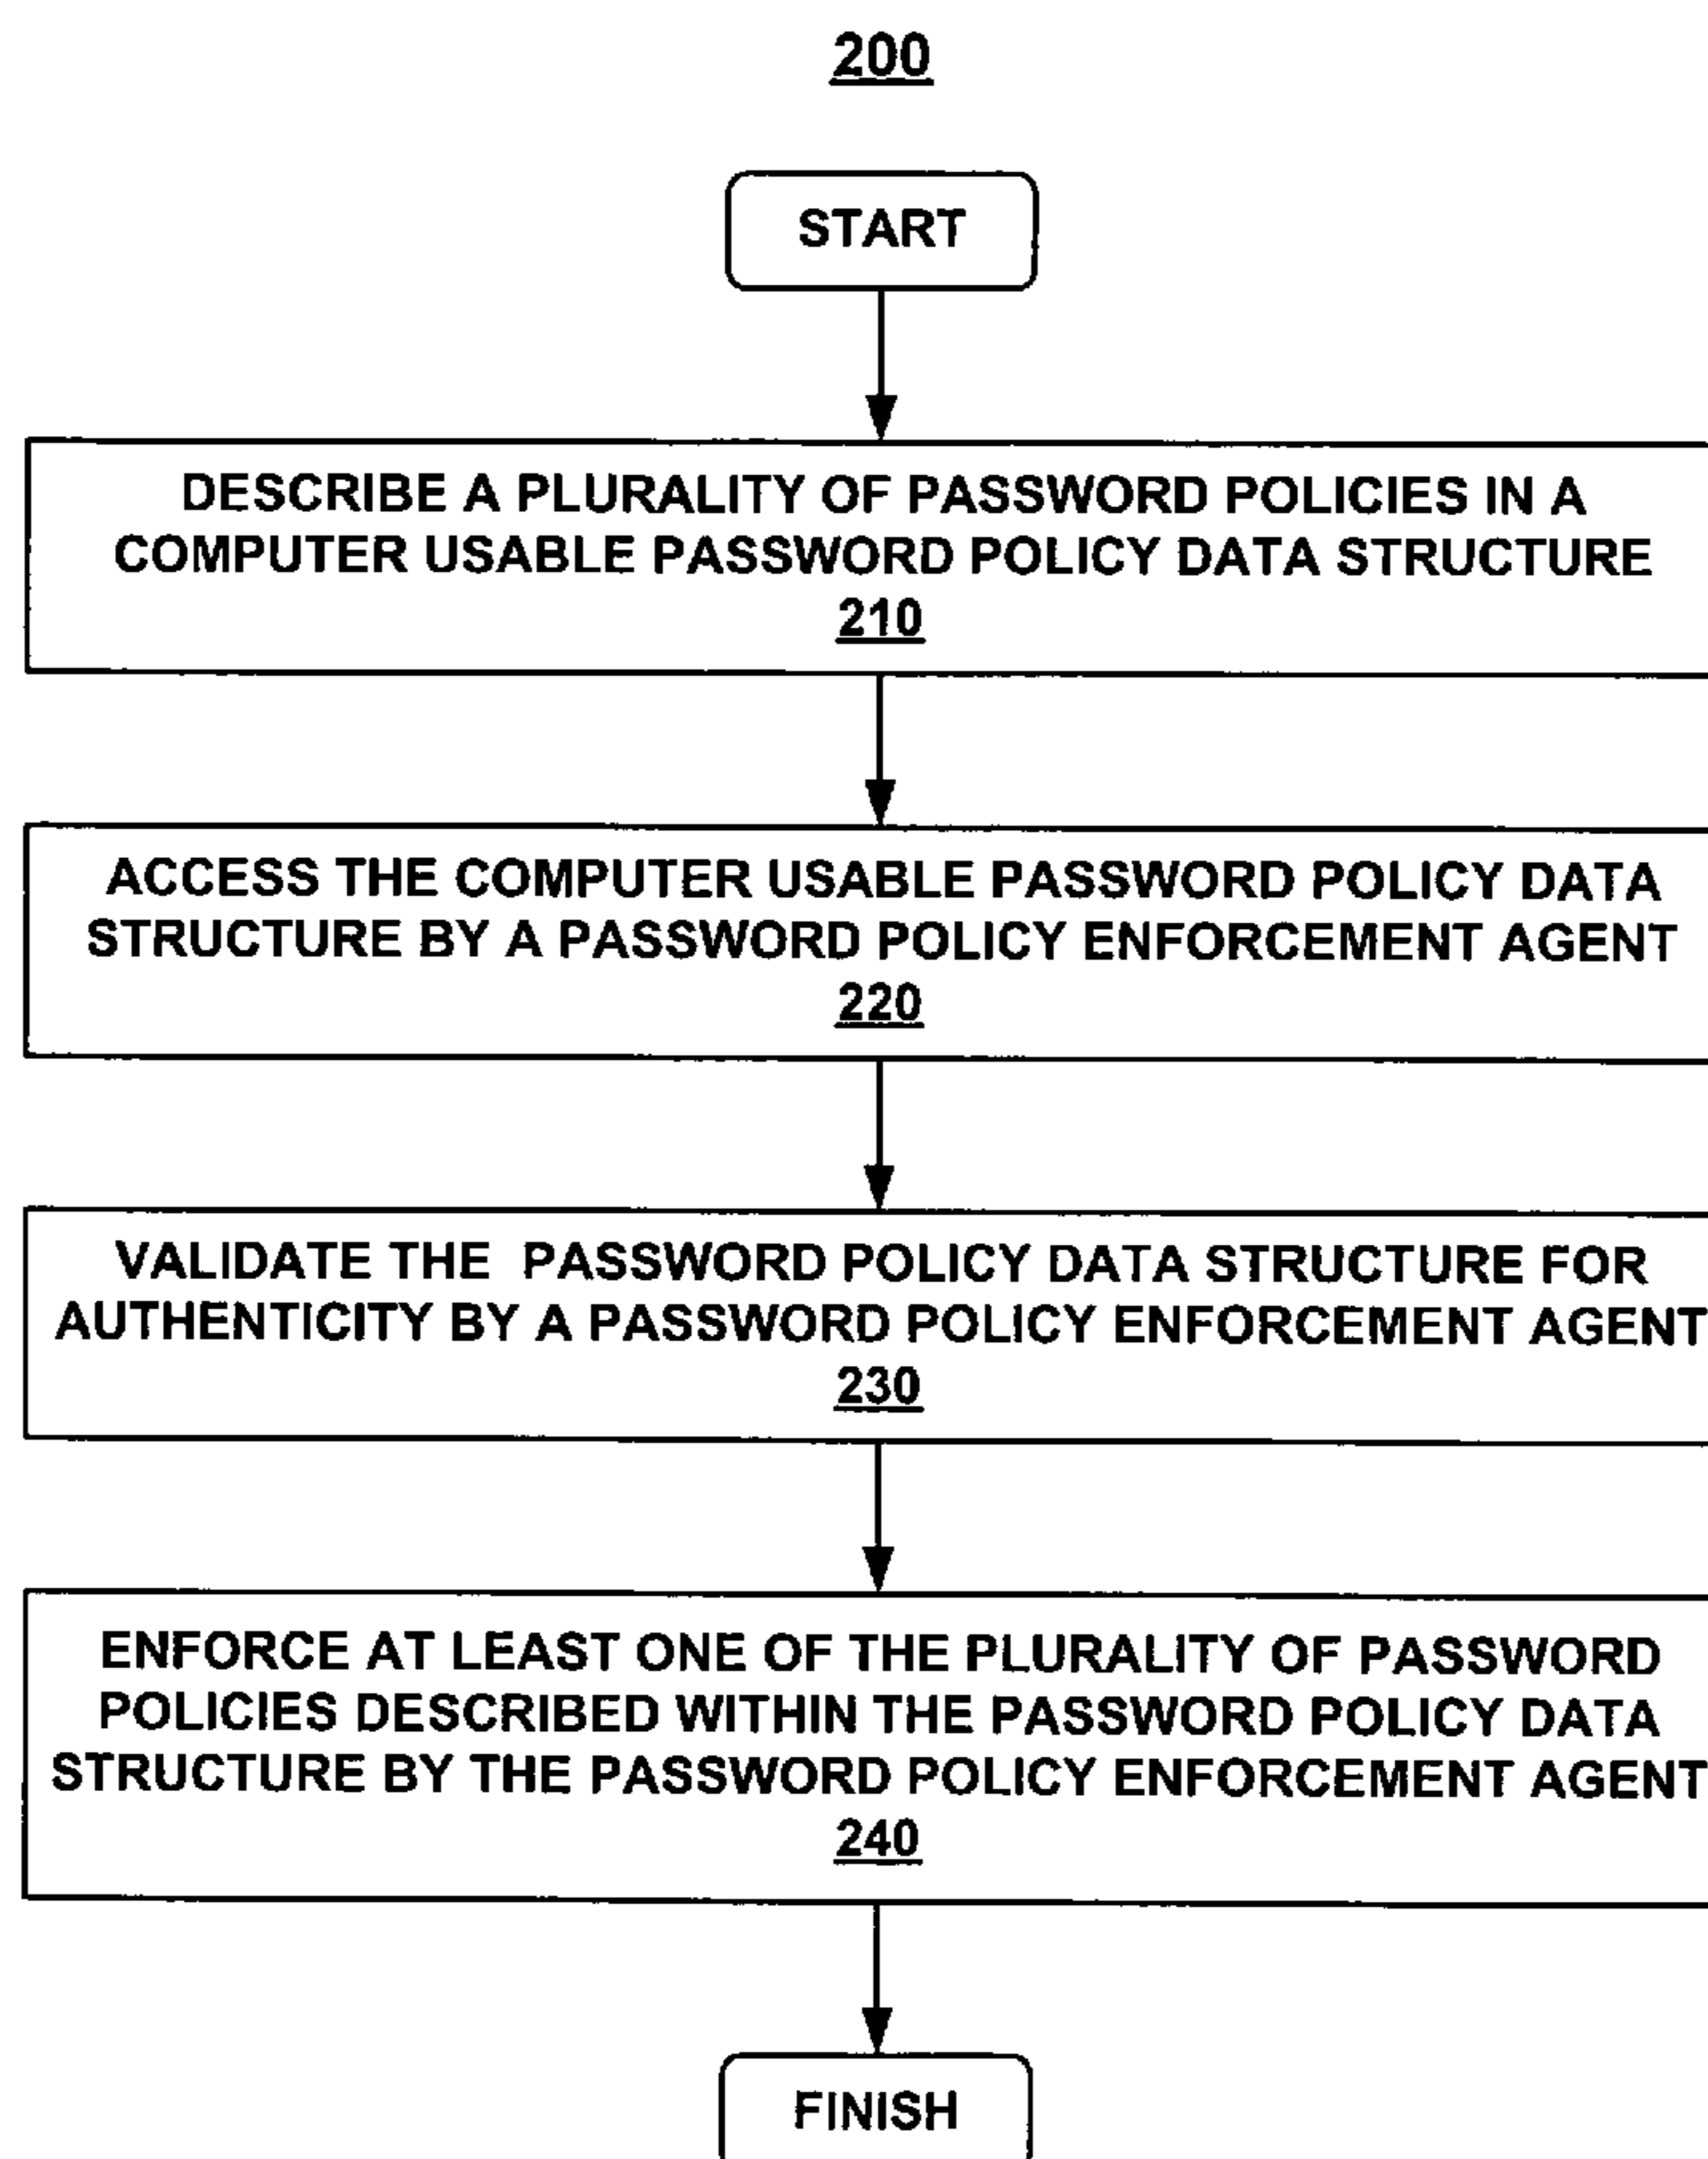 200
START
DESCRIBE A PLURALITY OF PASSWORD POLICIES IN A
COMPUTER USABLE PASSWORD POLICY DATA STRUCTURE
210
ACCESS THE COMPUTER USABLE PASSWORD POLICY DATA
STRUCTURE BY A PASSWORD POLICY ENFORCEMENT AGENT
220
VALIDATE THE PASSWORD POLICY DATA STRUCTURE FOR
AUTHENTICITY BY A PASSWORD POLICY ENFORCEMENT AGENT
230
ENFORCE AT LEAST ONE OF THE PLURALITY OF PASSWORD
POLICIES DESCRIBED WITHIN THE PASSWORD POLICY DATA
STRUCTURE BY THE PASSWORD POLICY ENFORCEMENT AGENT
240
FINISH